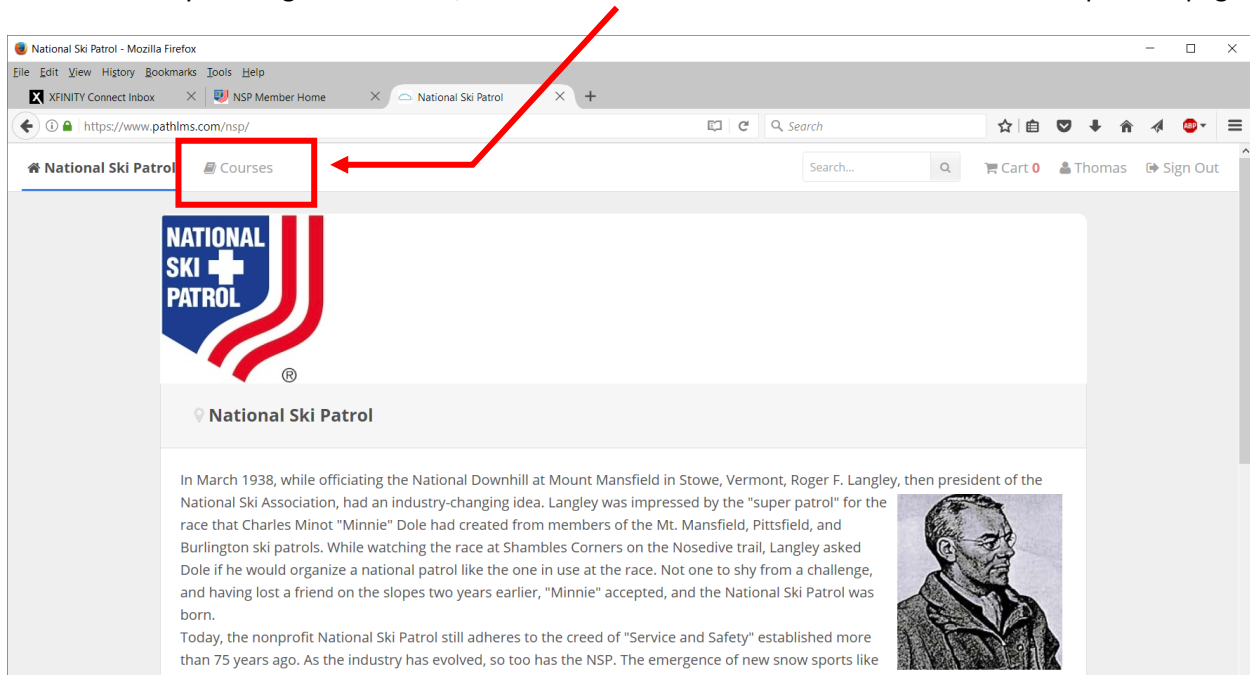 National Ski Patrol - Mozilla Firefox
File Edit View History Bookmarks Tools Help
XFINITY Connect Inbox NSP Member Home National Ski Patrol
https://www.pathlms.com/nsp/ Search ABP
National Ski Patrol Courses Search... Cart 0 Thomas Sign Out
NATIONAL
SKI
PATROL
®
National Ski Patrol
In March 1938, while officiating the National Downhill at Mount Mansfield in Stowe, Vermont, Roger F. Langley, then president of the
National Ski Association, had an industry-changing idea. Langley was impressed by the "super patrol" for the
race that Charles Minot "Minnie" Dole had created from members of the Mt. Mansfield, Pittsfield, and
Burlington ski patrols. While watching the race at Shambles Corners on the Nosedive trail, Langley asked
Dole if he would organize a national patrol like the one in use at the race. Not one to shy from a challenge,
and having lost a friend on the slopes two years earlier, "Minnie" accepted, and the National Ski Patrol was
born.
Today, the nonprofit National Ski Patrol still adheres to the creed of "Service and Safety" established more
than 75 years ago. As the industry has evolved, so too has the NSP. The emergence of new snow sports like